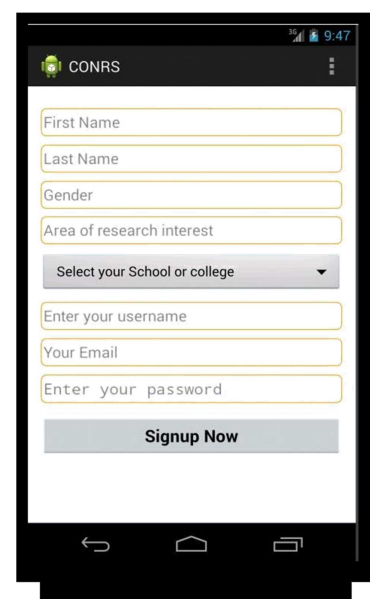 3G 9:47
CONRS
First Name
Last Name
Gender
Area of research interest
Select your School or college
Enter your username
Your Email
Enter your password
Signup Now